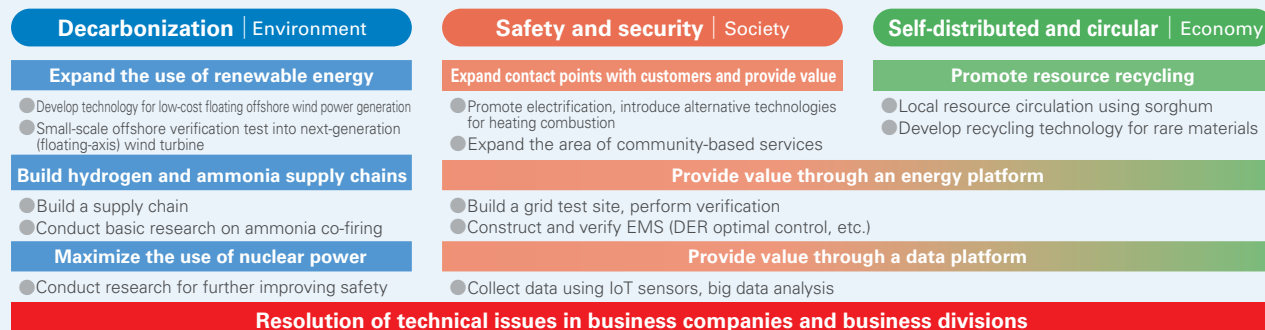 Decarbonization | Environment
Expand the use of renewable energy
●Develop technology for low-cost floating offshore wind power generation
●Small-scale offshore verification test into next-generation
(floating-axis) wind turbine
Build hydrogen and ammonia supply chains
●Build a supply chain
●Conduct basic research on ammonia co-firing
Maximize the use of nuclear power
●Conduct research for further improving safety
Safety and security | Society
Expand contact points with customers and provide value
●Promote electrification, introduce alternative technologies
for heating combustion
●Expand the area of community-based services
Self-distributed and circular | Economy
Promote resource recycling
●Local resource circulation using sorghum
●Develop recycling technology for rare materials
Provide value through an energy platform
●Build a grid test site, perform verification
●Construct and verify EMS (DER optimal control, etc.)
Provide value through a data platform
●Collect data using IoT sensors, big data analysis
Resolution of technical issues in business companies and business divisions